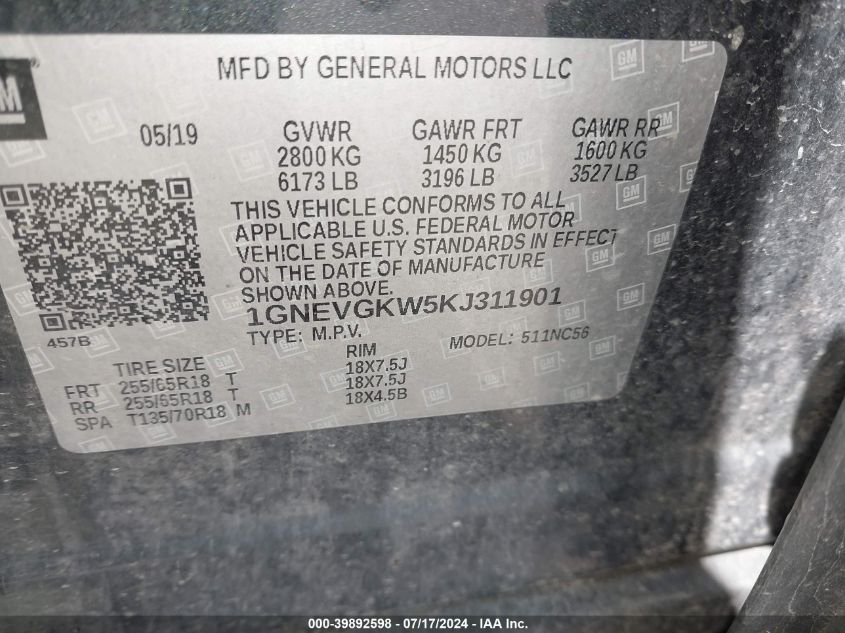 GM
MFD BY GENERAL MOTORS LLC
05/19 GVWR GAWR FRT GAWR RR
2800 KG 1450 KG 1600 KG
6173 LB 3196 LB 3527 LB
THIS VEHICLE CONFORMS TO ALL
APPLICABLE U.S. FEDERAL MOTOR
VEHICLE SAFETY STANDARDS IN EFFECT
ON THE DATE OF MANUFACTURE
SHOWN ABOVE.
1GNEVGKW5KJ311901
457B
TYPE: M.P.V. MODEL: 511NC56
TIRE SIZE RIM
FRT 255/65R18 T 18X7.5J
RR 255/65R18 T 18X7.5J
SPA T135/70R18 M 18X4.5B
000-39892598 - 07/17/2024 - IAA Inc.